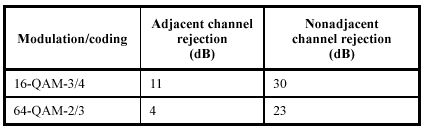 Modulation/coding
Adjacent channel
rejection
(dB)
Nonadjacent
channel rejection
(dB)
16-QAM-3/4 11 30
64-QAM-2/3 4 23